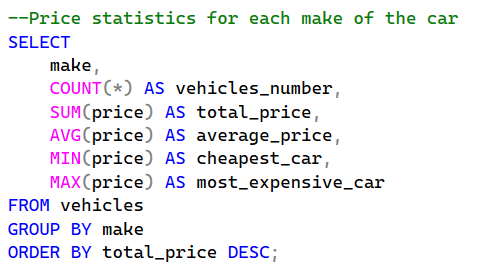 --Price statistics for each make of the car
SELECT
    make,
    COUNT(*) AS vehicles_number,
    SUM(price) AS total_price,
    AVG(price) AS average_price,
    MIN(price) AS cheapest_car,
    MAX(price) AS most_expensive_car
FROM vehicles
GROUP BY make
ORDER BY total_price DESC;